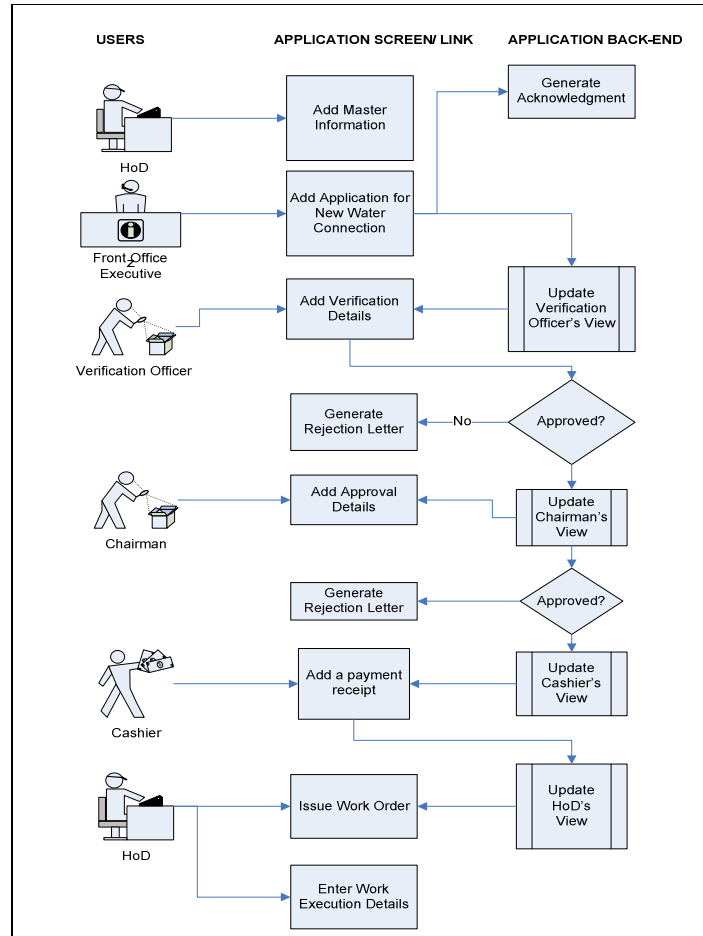 USERS
APPLICATION SCREEN/ LINK
APPLICATION BACK-END
HoD
Add Master
Information
Generate
Acknowledgment
Front Office
Z
Executive
Add Application for
New Water
Connection
Verification Officer
Add Verification
Details
Update
Verification
Officer's View
Generate
Rejection Letter
No
Approved?
Chairman
Add Approval
Details
Update
Chairman's
View
Generate
Rejection Letter
Approved?
Cashier
Add a payment
receipt
Update
Cashier's
View
HoD
Issue Work Order
Update
HoD's
View
Enter Work
Execution Details